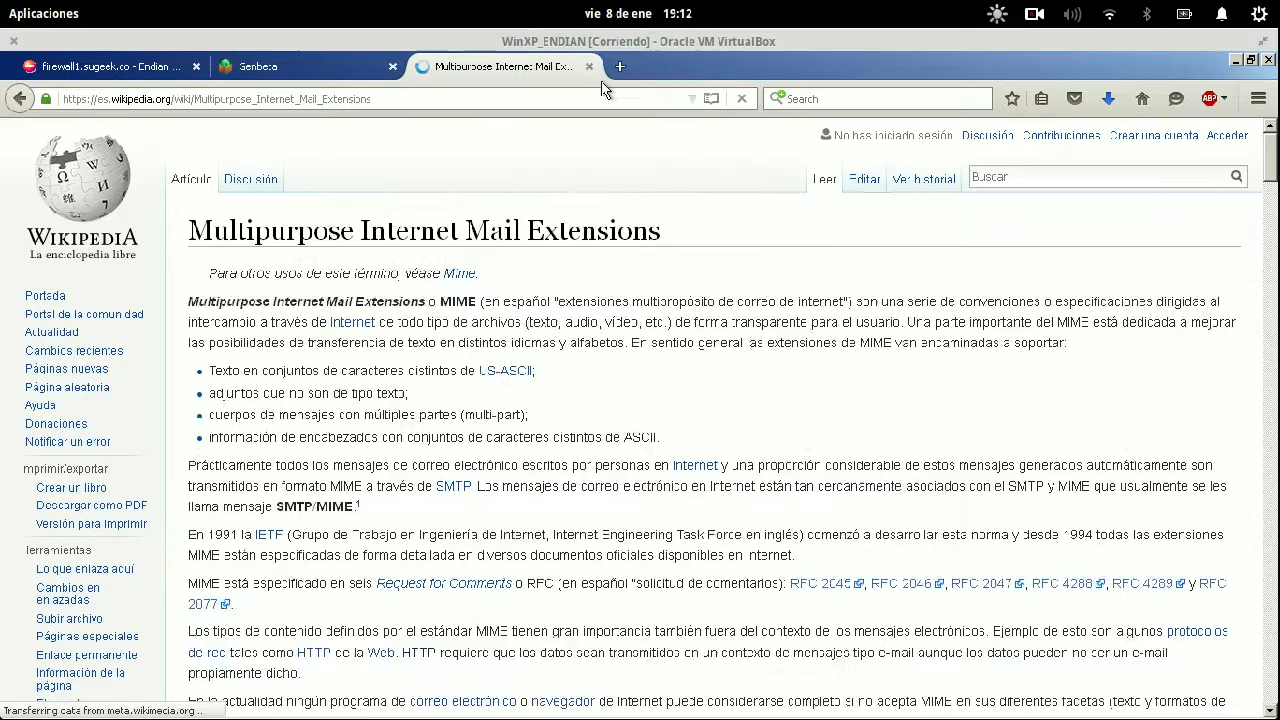 Aplicaciones
vie 8 de ene 19:12
WinXP_ENDIAN [Corriendo] - Oracle VM VirtualBox
firewall1.sugeek.co - Endian ...
Genbeta
Multipurpose Internet Mail Ex...
https://es.wikipedia.org/wiki/Multipurpose_Internet_Mail_Extensions
Search
ABP
No has iniciado sesión Discusión Contribuciones Crear una cuenta Acceder
Artículo Discusión
Leer Editar Ver historial
Buscar
WIKIPEDIA
La enciclopedia libre
Portada
Portal de la comunidad
Actualidad
Cambios recientes
Páginas nuevas
Página aleatoria
Ayuda
Donaciones
Notificar un error
Imprimir/exportar
Crear un libro
Descargar como PDF
Versión para imprimir
Herramientas
Lo que enlaza aquí
Cambios en
enlazadas
Subir archivo
Páginas especiales
Enlace permanente
Información de la
página
Multipurpose Internet Mail Extensions
Para otros usos de este término, véase Mime.
Multipurpose Internet Mail Extensions o MIME (en español "extensiones multipropósito de correo de internet") son una serie de convenciones o especificaciones dirigidas al
intercambio a través de Internet de todo tipo de archivos (texto, audio, vídeo, etc.) de forma transparente para el usuario. Una parte importante del MIME está dedicada a mejorar
las posibilidades de transferencia de texto en distintos idiomas y alfabetos. En sentido general las extensiones de MIME van encaminadas a soportar:
• Texto en conjuntos de caracteres distintos de US-ASCII;
• adjuntos que no son de tipo texto;
• cuerpos de mensajes con múltiples partes (multi-part);
• información de encabezados con conjuntos de caracteres distintos de ASCII.
Prácticamente todos los mensajes de correo electrónico escritos por personas en Internet y una proporción considerable de estos mensajes generados automáticamente son
transmitidos en formato MIME a través de SMTP. Los mensajes de correo electrónico en Internet están tan cercanamente asociados con el SMTP y MIME que usualmente se les
llama mensaje SMTP/MIME.1
En 1991 la IETF (Grupo de Trabajo en Ingeniería de Internet, Internet Engineering Task Force en inglés) comenzó a desarrollar esta norma y desde 1994 todas las extensiones
MIME están especificadas de forma detallada en diversos documentos oficiales disponibles en Internet.
MIME está especificado en seis Request for Comments o RFC (en español "solicitud de comentarios): RFC 2045, RFC 2046, RFC 2047, RFC 4288, RFC 4289 y RFC
2077.
Los tipos de contenido definidos por el estándar MIME tienen gran importancia también fuera del contexto de los mensajes electrónicos. Ejemplo de esto son algunos protocolos
de red tales como HTTP de la Web. HTTP requiere que los datos sean transmitidos en un contexto de mensajes tipo e-mail aunque los datos pueden no ser un e-mail
propiamente dicho.
En la actualidad ningún programa de correo electrónico o navegador de Internet puede considerarse completo si no acepta MIME en sus diferentes facetas (texto y formatos de
Transferring data from meta.wikimedia.org...